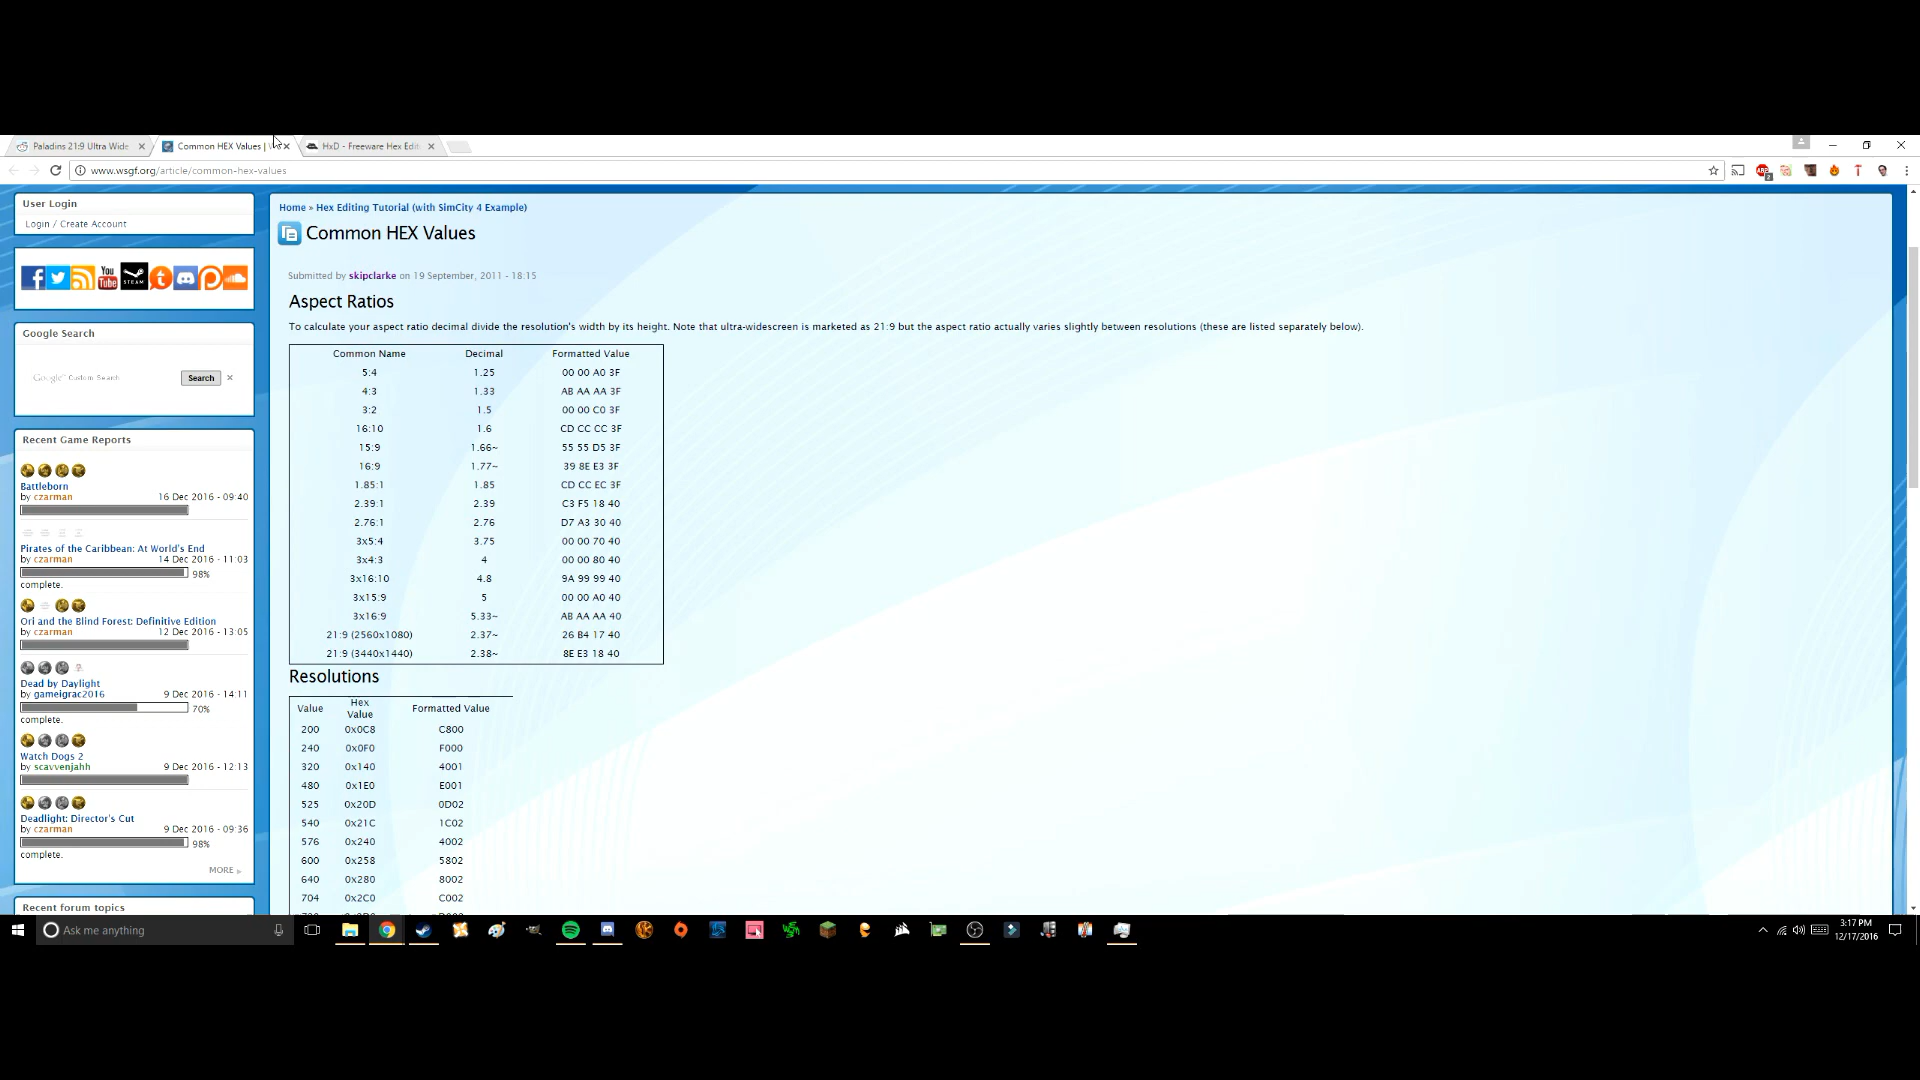 Paladins 21:9 Ultra Wide
Common HEX Values |
HxD - Freeware Hex Edit
www.wsgf.org/article/common-hex-values
User Login
Login / Create Account
You
Tube
STEAM
Google Search
Google™ Custom Search
Search
Recent Game Reports
Battleborn
by czarman 16 Dec 2016 - 09:40
Pirates of the Caribbean: At World's End
by czarman 14 Dec 2016 - 11:03
98%
complete.
Ori and the Blind Forest: Definitive Edition
by czarman 12 Dec 2016 - 13:05
Dead by Daylight
by gameigrac2016 9 Dec 2016 - 14:11
70%
complete.
Watch Dogs 2
by scavvenjahh 9 Dec 2016 - 12:13
Deadlight: Director's Cut
by czarman 9 Dec 2016 - 09:36
98%
complete.
MORE
Recent forum topics
Home » Hex Editing Tutorial (with SimCity 4 Example)
Common HEX Values
Submitted by skipclarke on 19 September, 2011 - 18:15
Aspect Ratios
To calculate your aspect ratio decimal divide the resolution's width by its height. Note that ultra-widescreen is marketed as 21:9 but the aspect ratio actually varies slightly between resolutions (these are listed separately below).
Common Name Decimal Formatted Value
5:4 1.25 00 00 A0 3F
4:3 1.33 AB AA AA 3F
3:2 1.5 00 00 C0 3F
16:10 1.6 CD CC CC 3F
15:9 1.66~ 55 55 D5 3F
16:9 1.77~ 39 8E E3 3F
1.85:1 1.85 CD CC EC 3F
2.39:1 2.39 C3 F5 18 40
2.76:1 2.76 D7 A3 30 40
3x5:4 3.75 00 00 70 40
3x4:3 4 00 00 80 40
3x16:10 4.8 9A 99 99 40
3x15:9 5 00 00 A0 40
3x16:9 5.33~ AB AA AA 40
21:9 (2560x1080) 2.37~ 26 B4 17 40
21:9 (3440x1440) 2.38~ 8E E3 18 40
Resolutions
Value Hex Value Formatted Value
200 0x0C8 C800
240 0x0F0 F000
320 0x140 4001
480 0x1E0 E001
525 0x20D 0D02
540 0x21C 1C02
576 0x240 4002
600 0x258 5802
640 0x280 8002
704 0x2C0 C002
Ask me anything
3:17 PM
12/17/2016